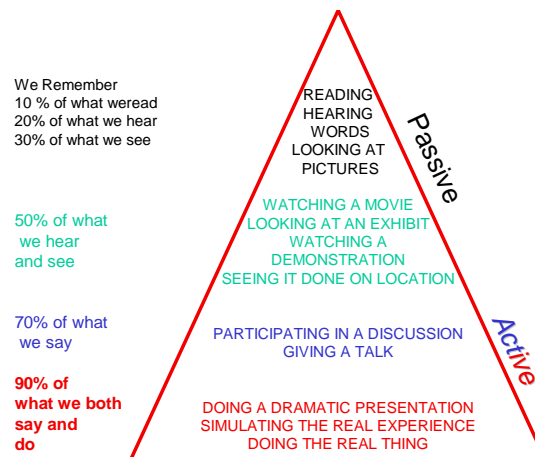 We Remember
10 % of what weread
20% of what we hear
30% of what we see
READING
HEARING
WORDS
LOOKING AT
PICTURES
Passive
50% of what
we hear
and see
WATCHING A MOVIE
LOOKING AT AN EXHIBIT
WATCHING A
DEMONSTRATION
SEEING IT DONE ON LOCATION
70% of what
we say
PARTICIPATING IN A DISCUSSION
GIVING A TALK
Active
90% of
what we both
say and
do
DOING A DRAMATIC PRESENTATION
SIMULATING THE REAL EXPERIENCE
DOING THE REAL THING